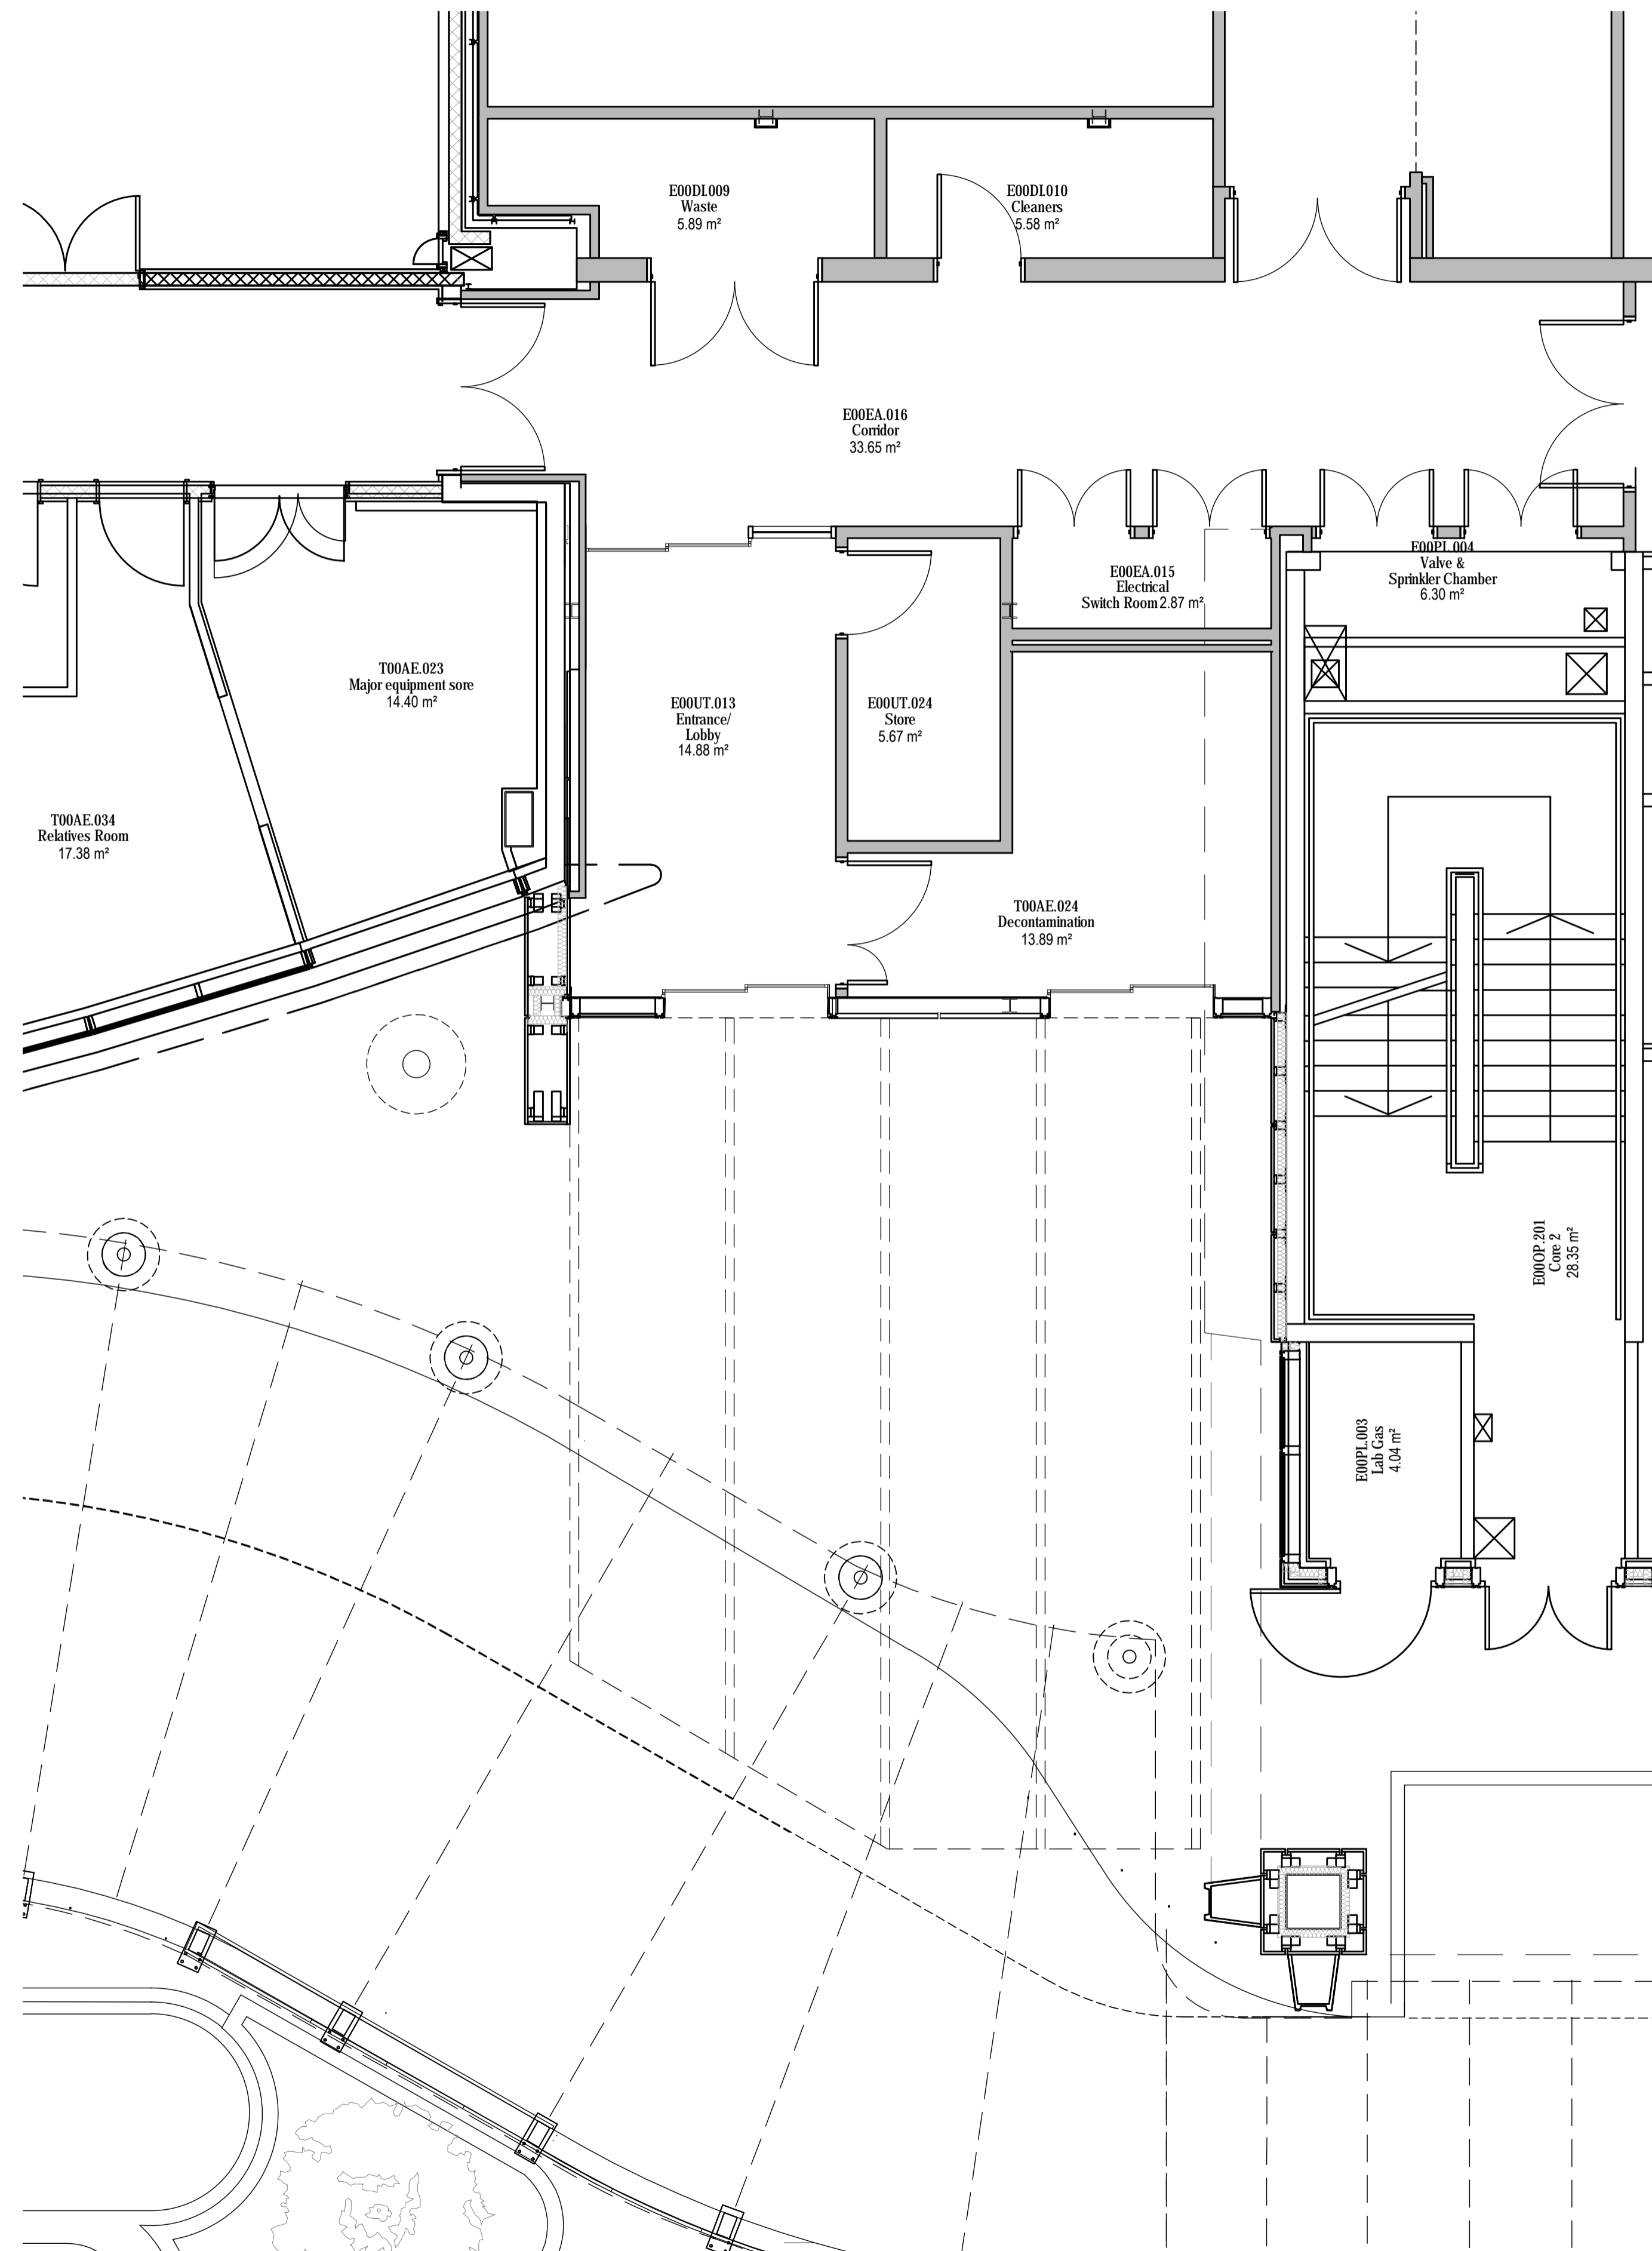 E00DI.009
Waste
5.89 m²
E00DI.010
Cleaners
5.58 m²
E00EA.016
Corridor
33.65 m²
E00EA.015
Electrical
Switch Room 2.87 m²
E00PL.004
Valve &
Sprinkler Chamber
6.30 m²
T00AE.023
Major equipment sore
14.40 m²
E00UT.013
Entrance/
Lobby
14.88 m²
E00UT.024
Store
5.67 m²
T00AE.034
Relatives Room
17.38 m²
T00AE.024
Decontamination
13.89 m²
E00OP.201
Core 2
28.35 m²
E00PL.003
Lab Gas
4.04 m²